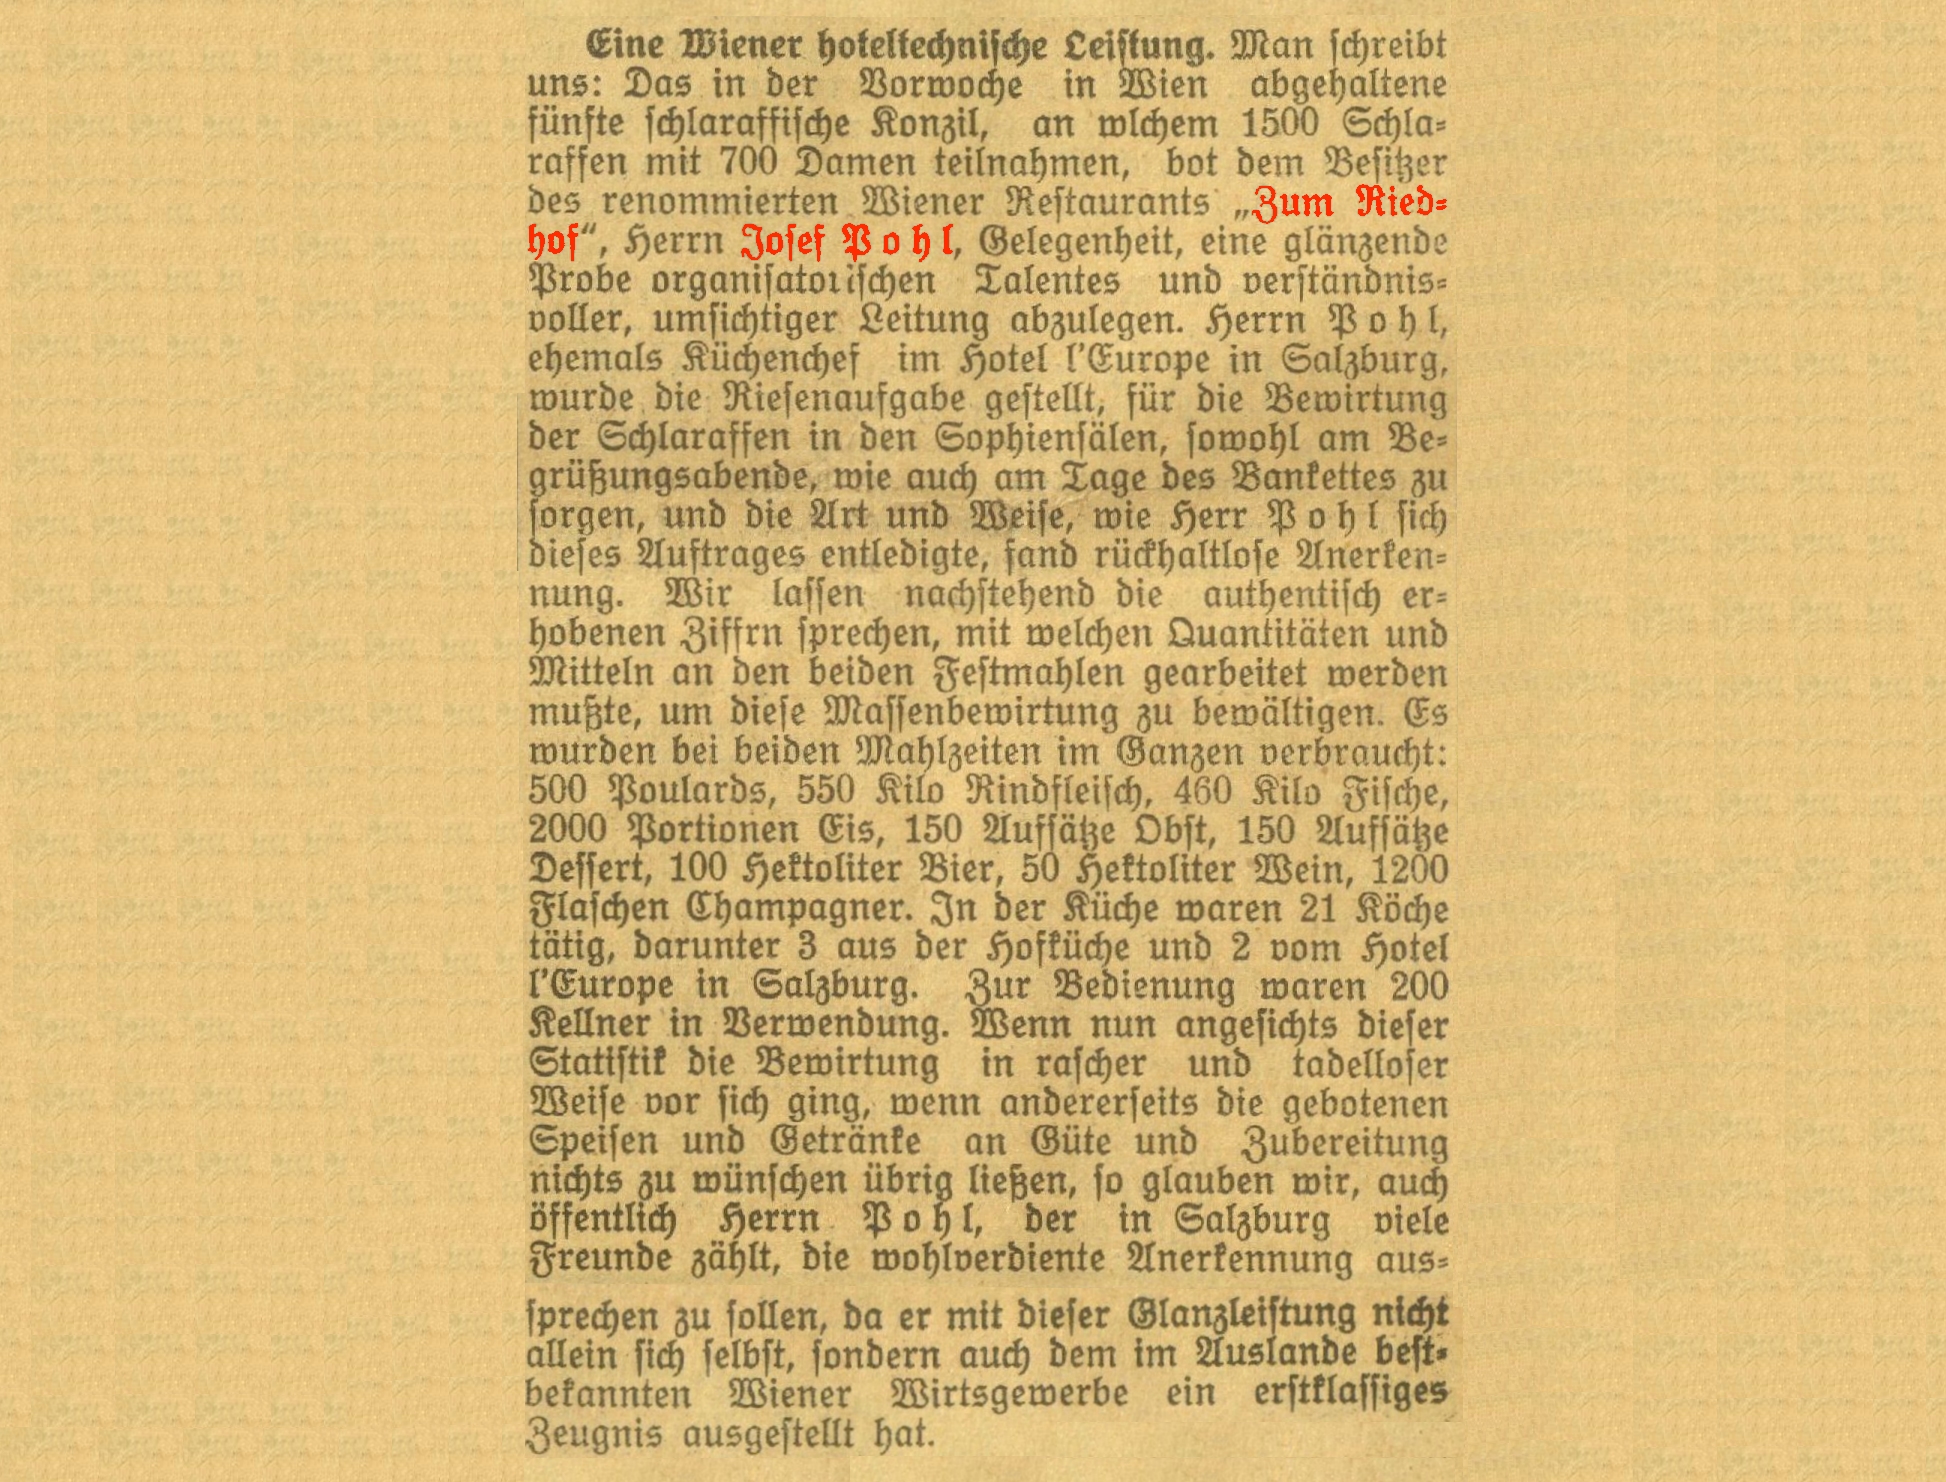 Eine Wiener hoteltechnische Leistung. Man schreibt
uns: Das in der Vorwoche in Wien abgehaltene
fünfte schlaraffische Konzil, an wlchem 1500 Schla-
raffen mit 700 Damen teilnahmen, bot dem Besitzer
des renommierten Wiener Restaurants „Zum Ried-
hof“, Herrn Josef Pohl, Gelegenheit, eine glänzende
Probe organisatorischen Talentes und verständnis-
voller, umsichtiger Leitung abzulegen. Herrn Pohl,
ehemals Küchenchef im Hotel l'Europe in Salzburg,
wurde die Riesenaufgabe gestellt, für die Bewirtung
der Schlaraffen in den Sophiensälen, sowohl am Be-
grüßungsabende, wie auch am Tage des Bankettes zu
sorgen, und die Art und Weise, wie Herr Pohl sich
dieses Auftrages entledigte, fand rückhaltlose Anerken-
nung. Wir lassen nachstehend die authentisch er-
hobenen Ziffrn sprechen, mit welchen Quantitäten und
Mitteln an den beiden Festmahlen gearbeitet werden
mußte, um diese Massenbewirtung zu bewältigen. Es
wurden bei beiden Mahlzeiten im Ganzen verbraucht:
500 Poulards, 550 Kilo Rindfleisch, 460 Kilo Fische,
2000 Portionen Eis, 150 Aufsätze Obst, 150 Aufsätze
Dessert, 100 Hektoliter Bier, 50 Hektoliter Wein, 1200
Flaschen Champagner. In der Küche waren 21 Köche
tätig, darunter 3 aus der Hofküche und 2 vom Hotel
l'Europe in Salzburg. Zur Bedienung waren 200
Kellner in Verwendung. Wenn nun angesichts dieser
Statistik die Bewirtung in rascher und tadelloser
Weise vor sich ging, wenn andererseits die gebotenen
Speisen und Getränke an Güte und Zubereitung
nichts zu wünschen übrig ließen, so glauben wir, auch
öffentlich Herrn Pohl, der in Salzburg viele
Freunde zählt, die wohlverdiente Anerkennung aus-
sprechen zu sollen, da er mit dieser Glanzleistung nicht
allein sich selbst, sondern auch dem im Auslande best-
bekannten Wiener Wirtsgewerbe ein erstklassiges
Zeugnis ausgestellt hat.